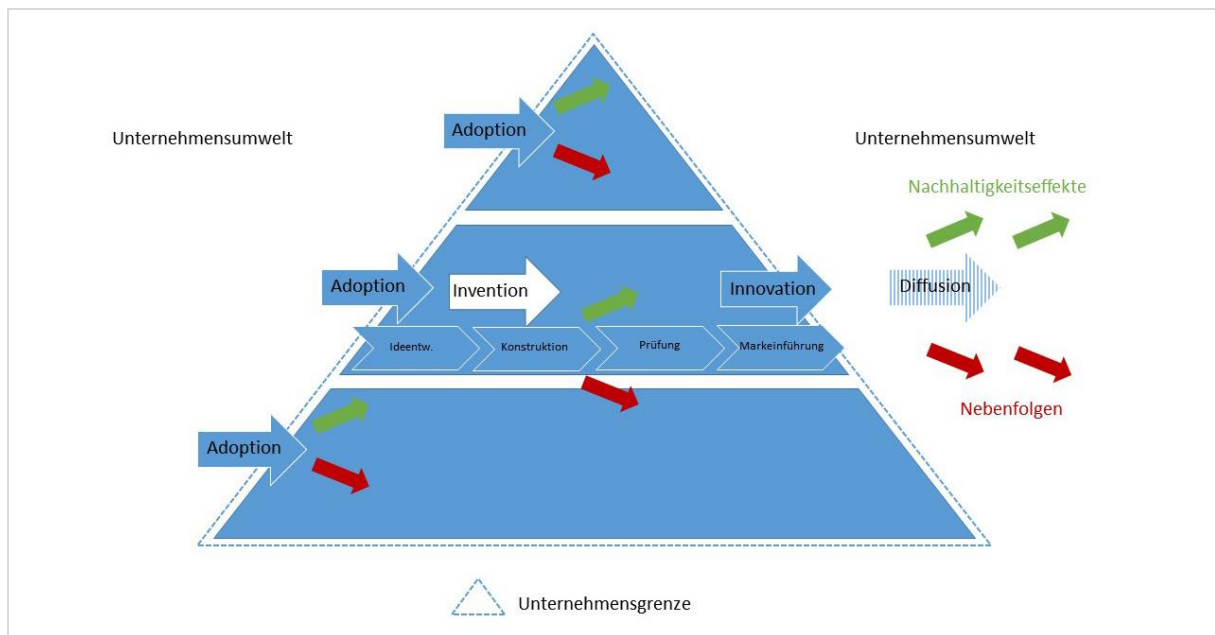 Adoption
Unternehmensumwelt
Unternehmensumwelt
Nachhaltigkeitseffekte
Adoption
Invention
Innovation
Diffusion
Ideentw.
Konstruktion
Prüfung
Markeinführung
Nebenfolgen
Adoption
Unternehmensgrenze